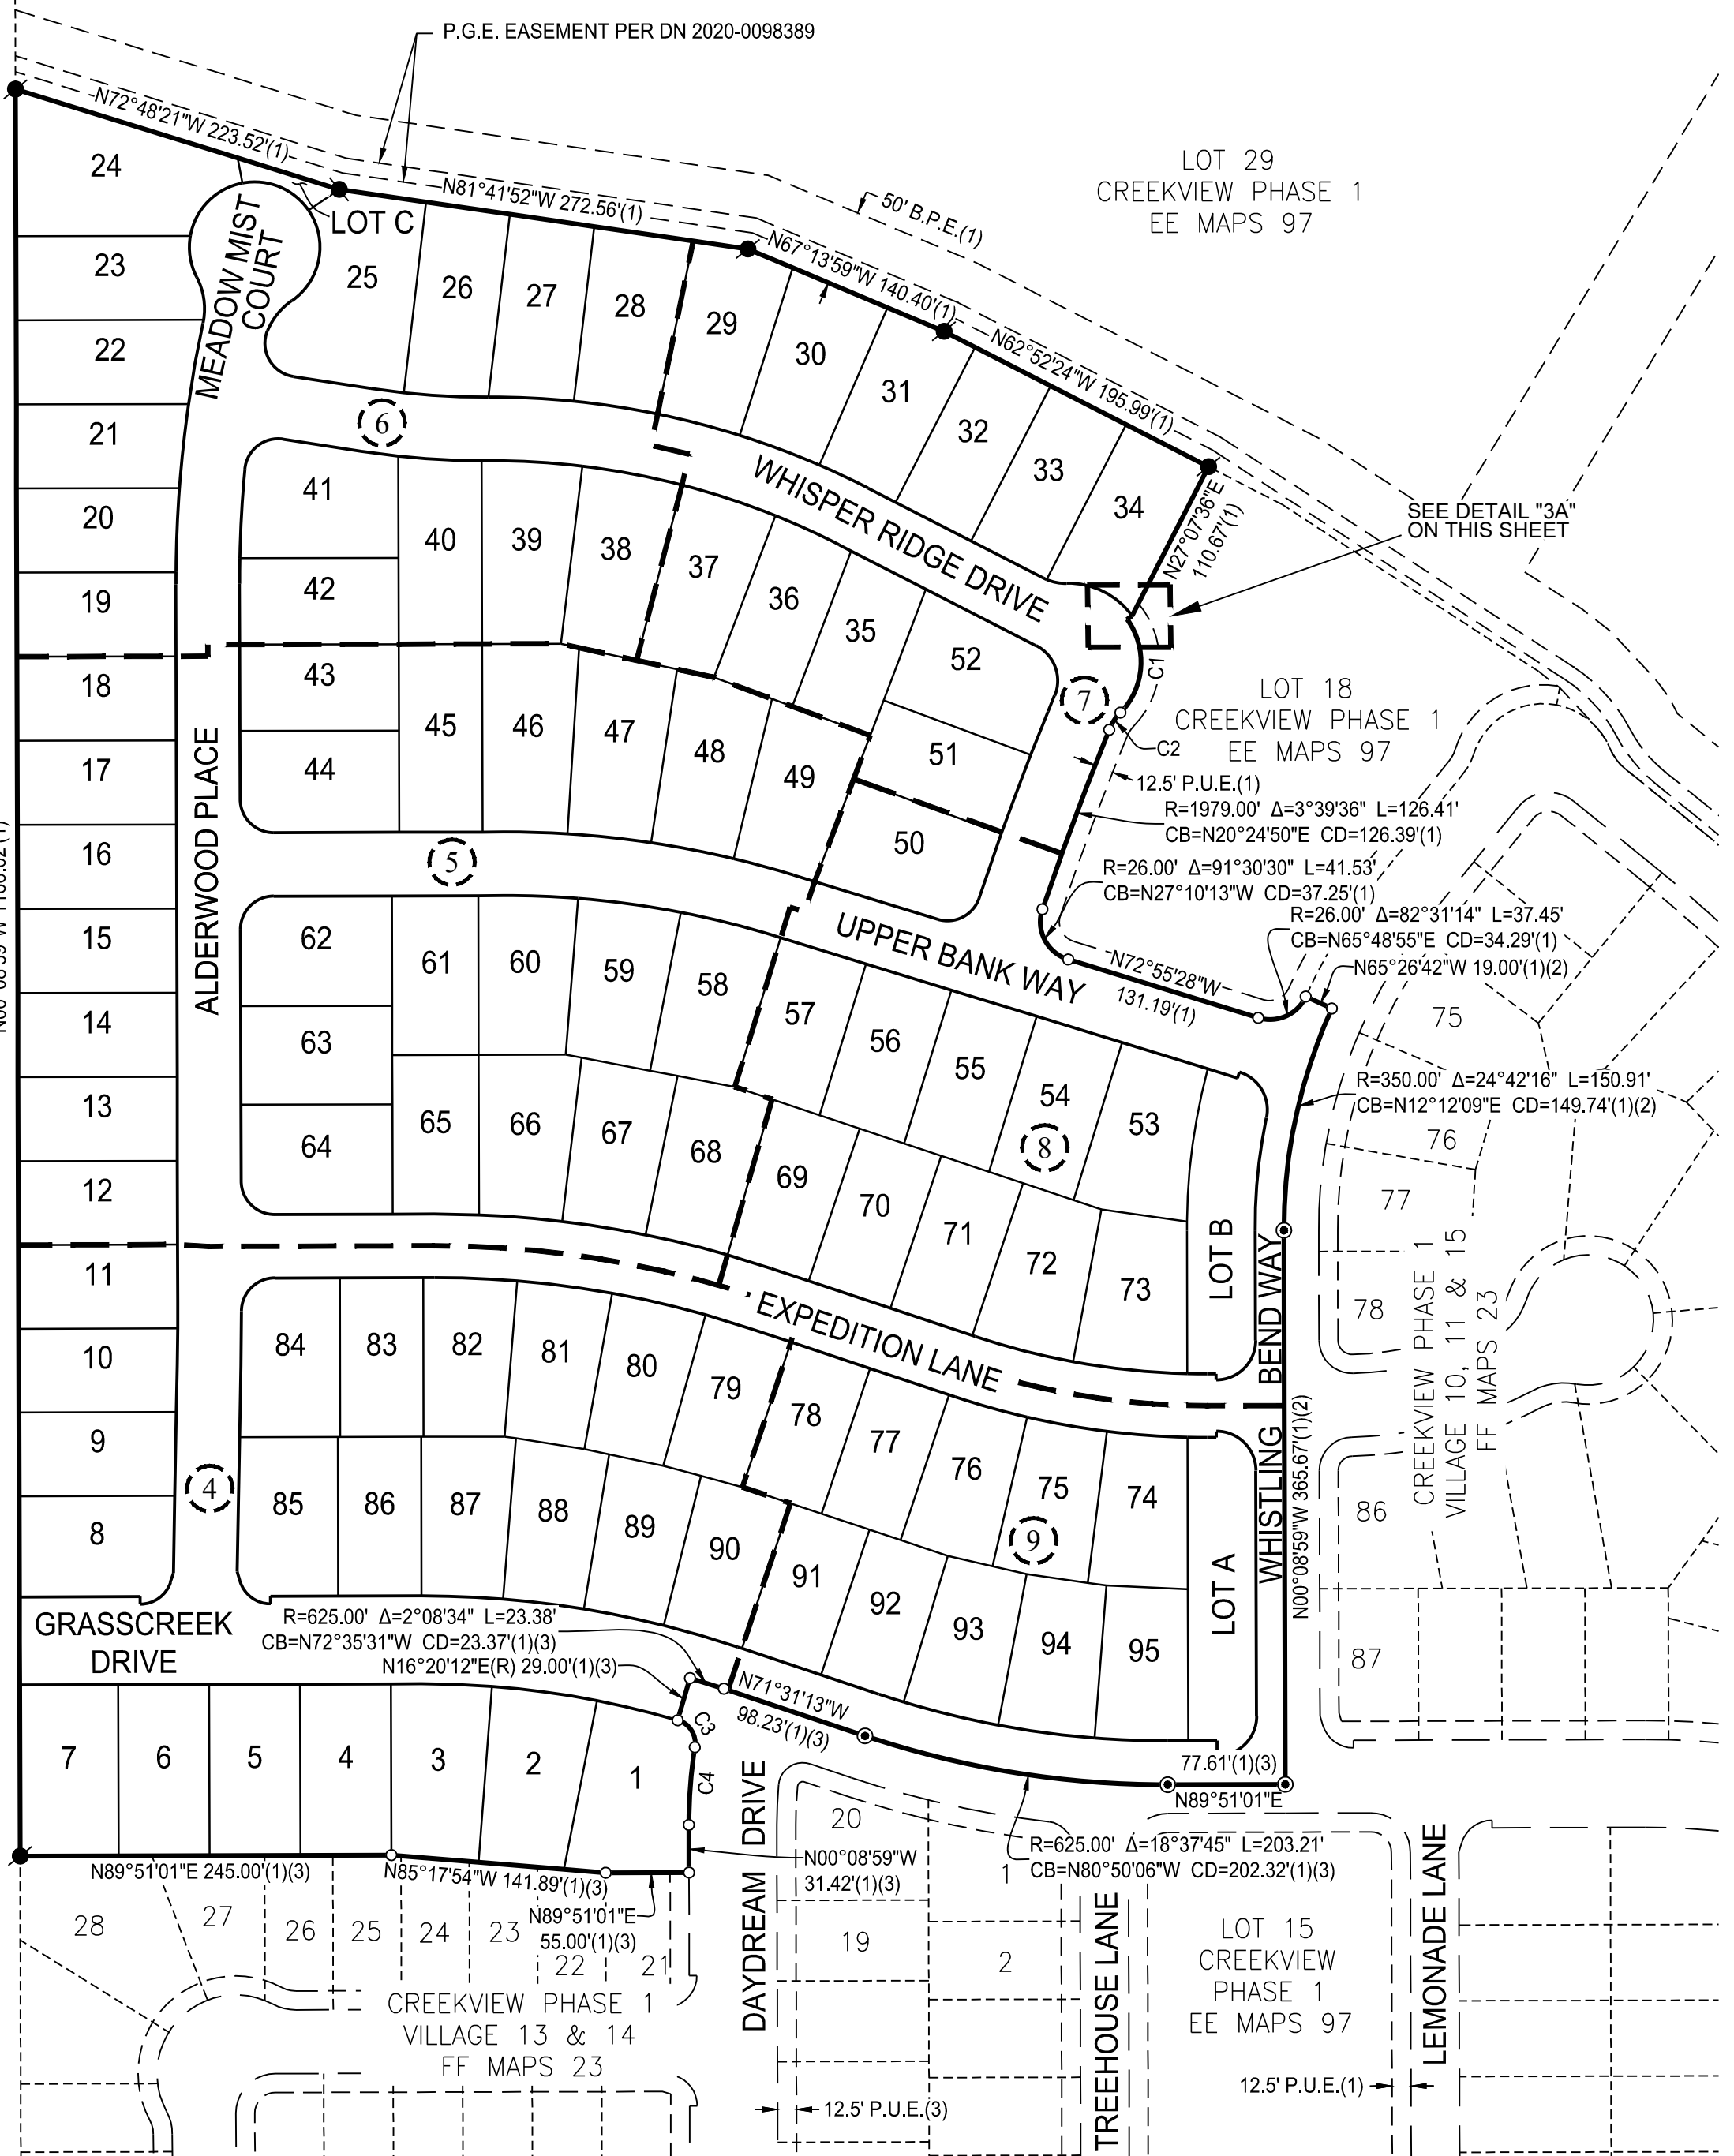 P.G.E. EASEMENT PER DN 2020-0098389
N72°48'21"W 223.52'(1)
LOT 29
CREEKVIEW PHASE 1
EE MAPS 97
24
N81°41'52"W 272.56'(1)
50' B.P.E.(1)
LOT C
MEADOW MIST
COURT
N67°13'59"W 140.40'(1)
23
25
26
27
28
29
30
N62°52'24"W 195.99'(1)
22
31
21
6
32
33
34
WHISPER RIDGE DRIVE
N27°07'36"E
110.67'(1)
SEE DETAIL "3A"
ON THIS SHEET
20
41
40
39
38
37
36
35
19
42
52
18
43
7
C1
LOT 18
CREEKVIEW PHASE 1
EE MAPS 97
C2
45
46
47
48
49
51
17
44
12.5' P.U.E.(1)
R=1979.00' Δ=3°39'36" L=126.41'
CB=N20°24'50"E CD=126.39'(1)
ALDERWOOD PLACE
16
5
50
R=26.00' Δ=91°30'30" L=41.53'
CB=N27°10'13"W CD=37.25'(1)
R=26.00' Δ=82°31'14" L=37.45'
CB=N65°48'55"E CD=34.29'(1)
N65°26'42"W 19.00'(1)(2)
15
62
61
60
59
58
UPPER BANK WAY
N72°55'28"W
131.19'(1)
14
63
57
56
55
54
53
75
R=350.00' Δ=24°42'16" L=150.91'
CB=N12°12'09"E CD=149.74'(1)(2)
13
64
65
66
67
68
8
76
12
69
70
71
72
73
LOT B
77
11
78
CREEKVIEW PHASE 1
VILLAGE 10, 11 & 15
FF MAPS 23
EXPEDITION LANE
WHISTLING BEND WAY
N00°08'59"W 365.67'(1)(2)
10
84
83
82
81
80
79
78
77
76
75
74
9
4
85
86
87
88
89
90
9
86
8
91
92
93
94
95
LOT A
87
GRASSCREEK
DRIVE
R=625.00' Δ=2°08'34" L=23.38'
CB=N72°35'31"W CD=23.37'(1)(3)
N16°20'12"E(R) 29.00'(1)(3)
N71°31'13"W
98.23'(1)(3)
C3
C4
7
6
5
4
3
2
1
77.61'(1)(3)
N89°51'01"E
DAYDREAM DRIVE
20
R=625.00' Δ=18°37'45" L=203.21'
CB=N80°50'06"W CD=202.32'(1)(3)
1
N00°08'59"W
31.42'(1)(3)
N89°51'01"E 245.00'(1)(3)
N85°17'54"W 141.89'(1)(3)
N89°51'01"E
55.00'(1)(3)
28
27
26
25
24
23
22
21
19
2
TREEHOUSE LANE
LOT 15
CREEKVIEW
PHASE 1
EE MAPS 97
LEMONADE LANE
CREEKVIEW PHASE 1
VILLAGE 13 & 14
FF MAPS 23
12.5' P.U.E.(3)
12.5' P.U.E.(1)